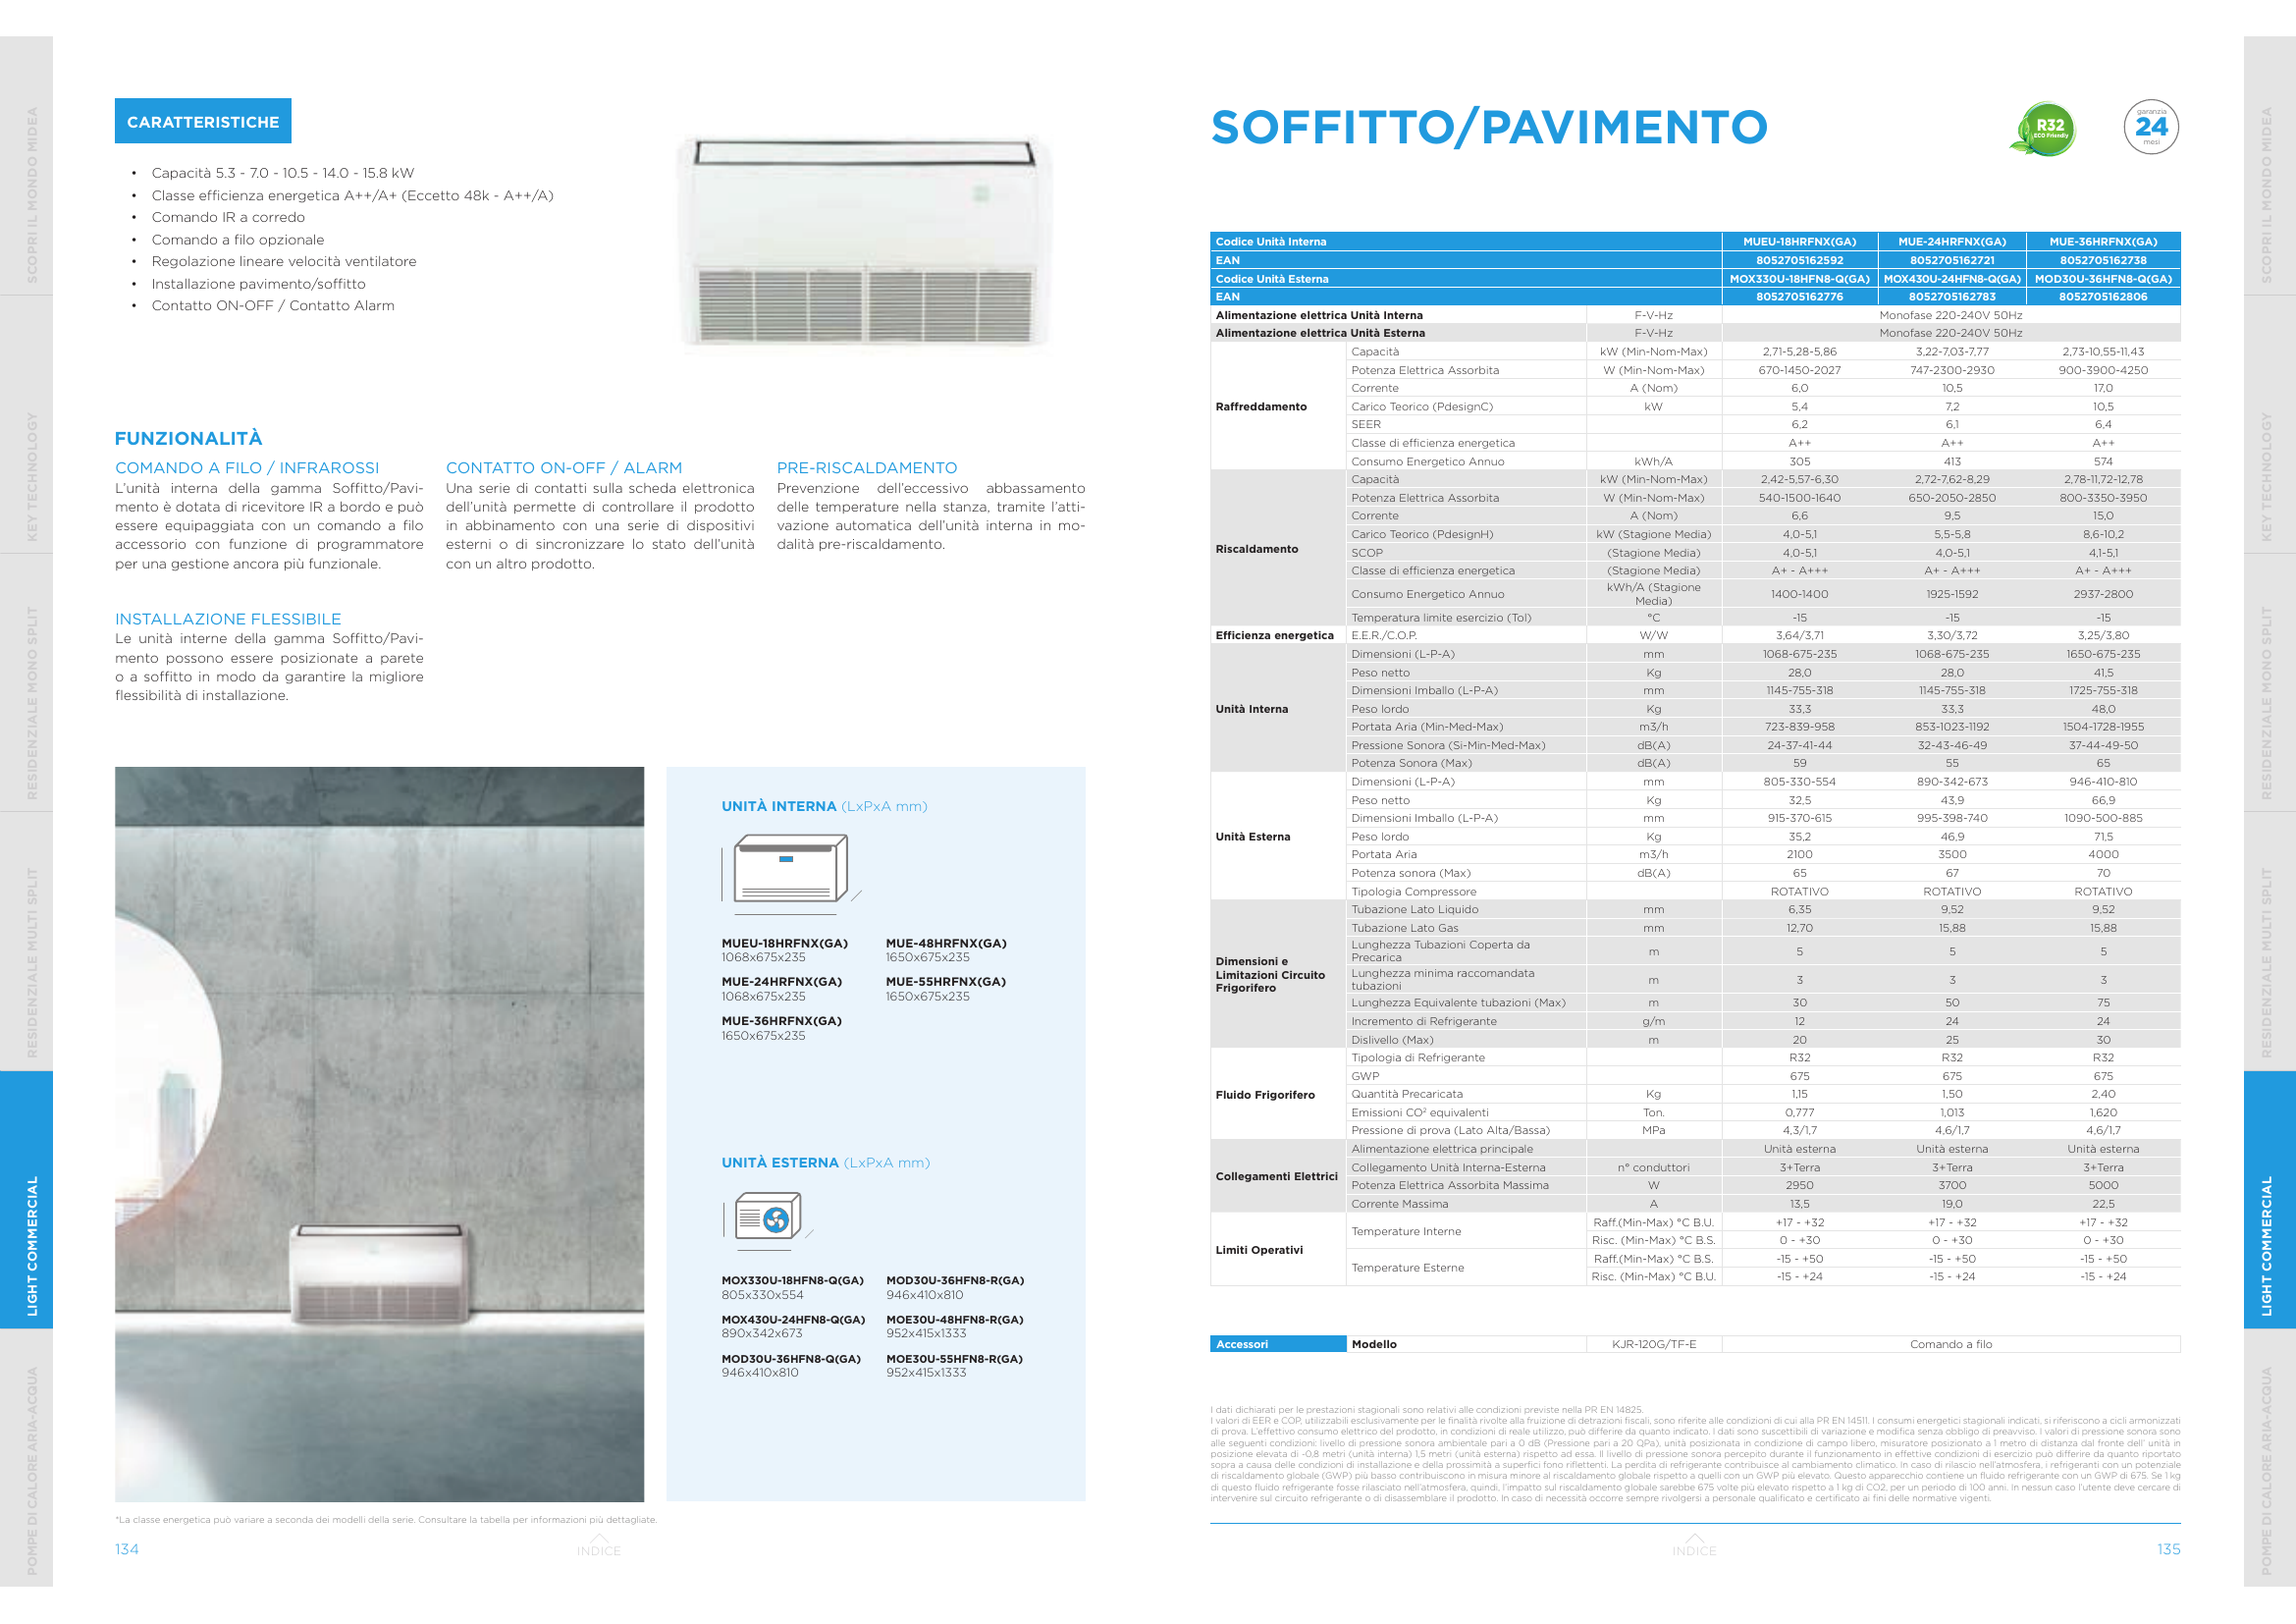 SCOPRI IL MONDO MIDEA
KEY TECHNOLOGY
RESIDENZIALE MONO SPLIT
RESIDENZIALE MULTI SPLIT
LIGHT COMMERCIAL
POMPE DI CALORE ARIA-ACQUA
CARATTERISTICHE
• Capacità 5.3 - 7.0 - 10.5 - 14.0 - 15.8 kW
• Classe efficienza energetica A++/A+ (Eccetto 48k - A++/A)
• Comando IR a corredo
• Comando a filo opzionale
• Regolazione lineare velocità ventilatore
• Installazione pavimento/soffitto
• Contatto ON-OFF / Contatto Alarm
FUNZIONALITÀ
COMANDO A FILO / INFRAROSSI
L'unità interna della gamma Soffitto/Pavi-
mento è dotata di ricevitore IR a bordo e può
essere equipaggiata con un comando a filo
accessorio con funzione di programmatore
per una gestione ancora più funzionale.
CONTATTO ON-OFF / ALARM
Una serie di contatti sulla scheda elettronica
dell'unità permette di controllare il prodotto
in abbinamento con una serie di dispositivi
esterni o di sincronizzare lo stato dell'unità
con un altro prodotto.
PRE-RISCALDAMENTO
Prevenzione dell'eccessivo abbassamento
delle temperature nella stanza, tramite l'atti-
vazione automatica dell'unità interna in mo-
dalità pre-riscaldamento.
INSTALLAZIONE FLESSIBILE
Le unità interne della gamma Soffitto/Pavi-
mento possono essere posizionate a parete
o a soffitto in modo da garantire la migliore
flessibilità di installazione.
UNITÀ INTERNA (LxPxA mm)
MUEU-18HRFNX(GA)
1068x675x235
MUE-24HRFNX(GA)
1068x675x235
MUE-36HRFNX(GA)
1650x675x235
MUE-48HRFNX(GA)
1650x675x235
MUE-55HRFNX(GA)
1650x675x235
UNITÀ ESTERNA (LxPxA mm)
MOX330U-18HFN8-Q(GA)
805x330x554
MOX430U-24HFN8-Q(GA)
890x342x673
MOD30U-36HFN8-Q(GA)
946x410x810
MOD30U-36HFN8-R(GA)
946x410x810
MOE30U-48HFN8-R(GA)
952x415x1333
MOE30U-55HFN8-R(GA)
952x415x1333
*La classe energetica può variare a seconda dei modelli della serie. Consultare la tabella per informazioni più dettagliate.
134
INDICE
SOFFITTO/PAVIMENTO
R32
ECO Friendly
garanzia
24
mesi
Codice Unità Interna MUEU-18HRFNX(GA) MUE-24HRFNX(GA) MUE-36HRFNX(GA)
EAN 8052705162592 8052705162721 8052705162738
Codice Unità Esterna MOX330U-18HFN8-Q(GA) MOX430U-24HFN8-Q(GA) MOD30U-36HFN8-Q(GA)
EAN 8052705162776 8052705162783 8052705162806
Alimentazione elettrica Unità Interna F-V-Hz Monofase 220-240V 50Hz
Alimentazione elettrica Unità Esterna F-V-Hz Monofase 220-240V 50Hz
Raffreddamento
Capacità kW (Min-Nom-Max) 2,71-5,28-5,86 3,22-7,03-7,77 2,73-10,55-11,43
Potenza Elettrica Assorbita W (Min-Nom-Max) 670-1450-2027 747-2300-2930 900-3900-4250
Corrente A (Nom) 6,0 10,5 17,0
Carico Teorico (PdesignC) kW 5,4 7,2 10,5
SEER 6,2 6,1 6,4
Classe di efficienza energetica A++ A++ A++
Consumo Energetico Annuo kWh/A 305 413 574
Riscaldamento
Capacità kW (Min-Nom-Max) 2,42-5,57-6,30 2,72-7,62-8,29 2,78-11,72-12,78
Potenza Elettrica Assorbita W (Min-Nom-Max) 540-1500-1640 650-2050-2850 800-3350-3950
Corrente A (Nom) 6,6 9,5 15,0
Carico Teorico (PdesignH) kW (Stagione Media) 4,0-5,1 5,5-5,8 8,6-10,2
SCOP (Stagione Media) 4,0-5,1 4,0-5,1 4,1-5,1
Classe di efficienza energetica (Stagione Media) A+ - A+++ A+ - A+++ A+ - A+++
Consumo Energetico Annuo kWh/A (Stagione Media) 1400-1400 1925-1592 2937-2800
Temperatura limite esercizio (Tol) °C -15 -15 -15
Efficienza energetica E.E.R./C.O.P. W/W 3,64/3,71 3,30/3,72 3,25/3,80
Unità Interna
Dimensioni (L-P-A) mm 1068-675-235 1068-675-235 1650-675-235
Peso netto Kg 28,0 28,0 41,5
Dimensioni Imballo (L-P-A) mm 1145-755-318 1145-755-318 1725-755-318
Peso lordo Kg 33,3 33,3 48,0
Portata Aria (Min-Med-Max) m3/h 723-839-958 853-1023-1192 1504-1728-1955
Pressione Sonora (Si-Min-Med-Max) dB(A) 24-37-41-44 32-43-46-49 37-44-49-50
Potenza Sonora (Max) dB(A) 59 55 65
Unità Esterna
Dimensioni (L-P-A) mm 805-330-554 890-342-673 946-410-810
Peso netto Kg 32,5 43,9 66,9
Dimensioni Imballo (L-P-A) mm 915-370-615 995-398-740 1090-500-885
Peso lordo Kg 35,2 46,9 71,5
Portata Aria m3/h 2100 3500 4000
Potenza sonora (Max) dB(A) 65 67 70
Tipologia Compressore ROTATIVO ROTATIVO ROTATIVO
Dimensioni e
Limitazioni Circuito
Frigorifero
Tubazione Lato Liquido mm 6,35 9,52 9,52
Tubazione Lato Gas mm 12,70 15,88 15,88
Lunghezza Tubazioni Coperta da Precarica m 5 5 5
Lunghezza minima raccomandata tubazioni m 3 3 3
Lunghezza Equivalente tubazioni (Max) m 30 50 75
Incremento di Refrigerante g/m 12 24 24
Dislivello (Max) m 20 25 30
Fluido Frigorifero
Tipologia di Refrigerante R32 R32 R32
GWP 675 675 675
Quantità Precaricata Kg 1,15 1,50 2,40
Emissioni CO² equivalenti Ton. 0,777 1,013 1,620
Pressione di prova (Lato Alta/Bassa) MPa 4,3/1,7 4,6/1,7 4,6/1,7
Collegamenti Elettrici
Alimentazione elettrica principale Unità esterna Unità esterna Unità esterna
Collegamento Unità Interna-Esterna n° conduttori 3+Terra 3+Terra 3+Terra
Potenza Elettrica Assorbita Massima W 2950 3700 5000
Corrente Massima A 13,5 19,0 22,5
Limiti Operativi
Temperature Interne Raff.(Min-Max) °C B.U. +17 - +32 +17 - +32 +17 - +32
Risc. (Min-Max) °C B.S. 0 - +30 0 - +30 0 - +30
Temperature Esterne Raff.(Min-Max) °C B.S. -15 - +50 -15 - +50 -15 - +50
Risc. (Min-Max) °C B.U. -15 - +24 -15 - +24 -15 - +24
Accessori Modello KJR-120G/TF-E Comando a filo
I dati dichiarati per le prestazioni stagionali sono relativi alle condizioni previste nella PR EN 14825.
I valori di EER e COP, utilizzabili esclusivamente per le finalità rivolte alla fruizione di detrazioni fiscali, sono riferite alle condizioni di cui alla PR EN 14511. I consumi energetici stagionali indicati, si riferiscono a cicli armonizzati
di prova. L'effettivo consumo elettrico del prodotto, in condizioni di reale utilizzo, può differire da quanto indicato. I dati sono suscettibili di variazione e modifica senza obbligo di preavviso. I valori di pressione sonora sono
alle seguenti condizioni: livello di pressione sonora ambientale pari a 0 dB (Pressione pari a 20 QPa), unità posizionata in condizione di campo libero, misuratore posizionato a 1 metro di distanza dal fronte dell' unità in
posizione elevata di -0,8 metri (unità interna) 1,5 metri (unità esterna) rispetto ad essa. Il livello di pressione sonora percepito durante il funzionamento in effettive condizioni di esercizio può differire da quanto riportato
sopra a causa delle condizioni di installazione e della prossimità a superfici fono riflettenti. La perdita di refrigerante contribuisce al cambiamento climatico. In caso di rilascio nell'atmosfera, i refrigeranti con un potenziale
di riscaldamento globale (GWP) più basso contribuiscono in misura minore al riscaldamento globale rispetto a quelli con un GWP più elevato. Questo apparecchio contiene un fluido refrigerante con un GWP di 675. Se 1 kg
di questo fluido refrigerante fosse rilasciato nell'atmosfera, quindi, l'impatto sul riscaldamento globale sarebbe 675 volte più elevato rispetto a 1 kg di CO2, per un periodo di 100 anni. In nessun caso l'utente deve cercare di
intervenire sul circuito refrigerante o di disassemblare il prodotto. In caso di necessità occorre sempre rivolgersi a personale qualificato e certificato ai fini delle normative vigenti.
INDICE
135
SCOPRI IL MONDO MIDEA
KEY TECHNOLOGY
RESIDENZIALE MONO SPLIT
RESIDENZIALE MULTI SPLIT
LIGHT COMMERCIAL
POMPE DI CALORE ARIA-ACQUA